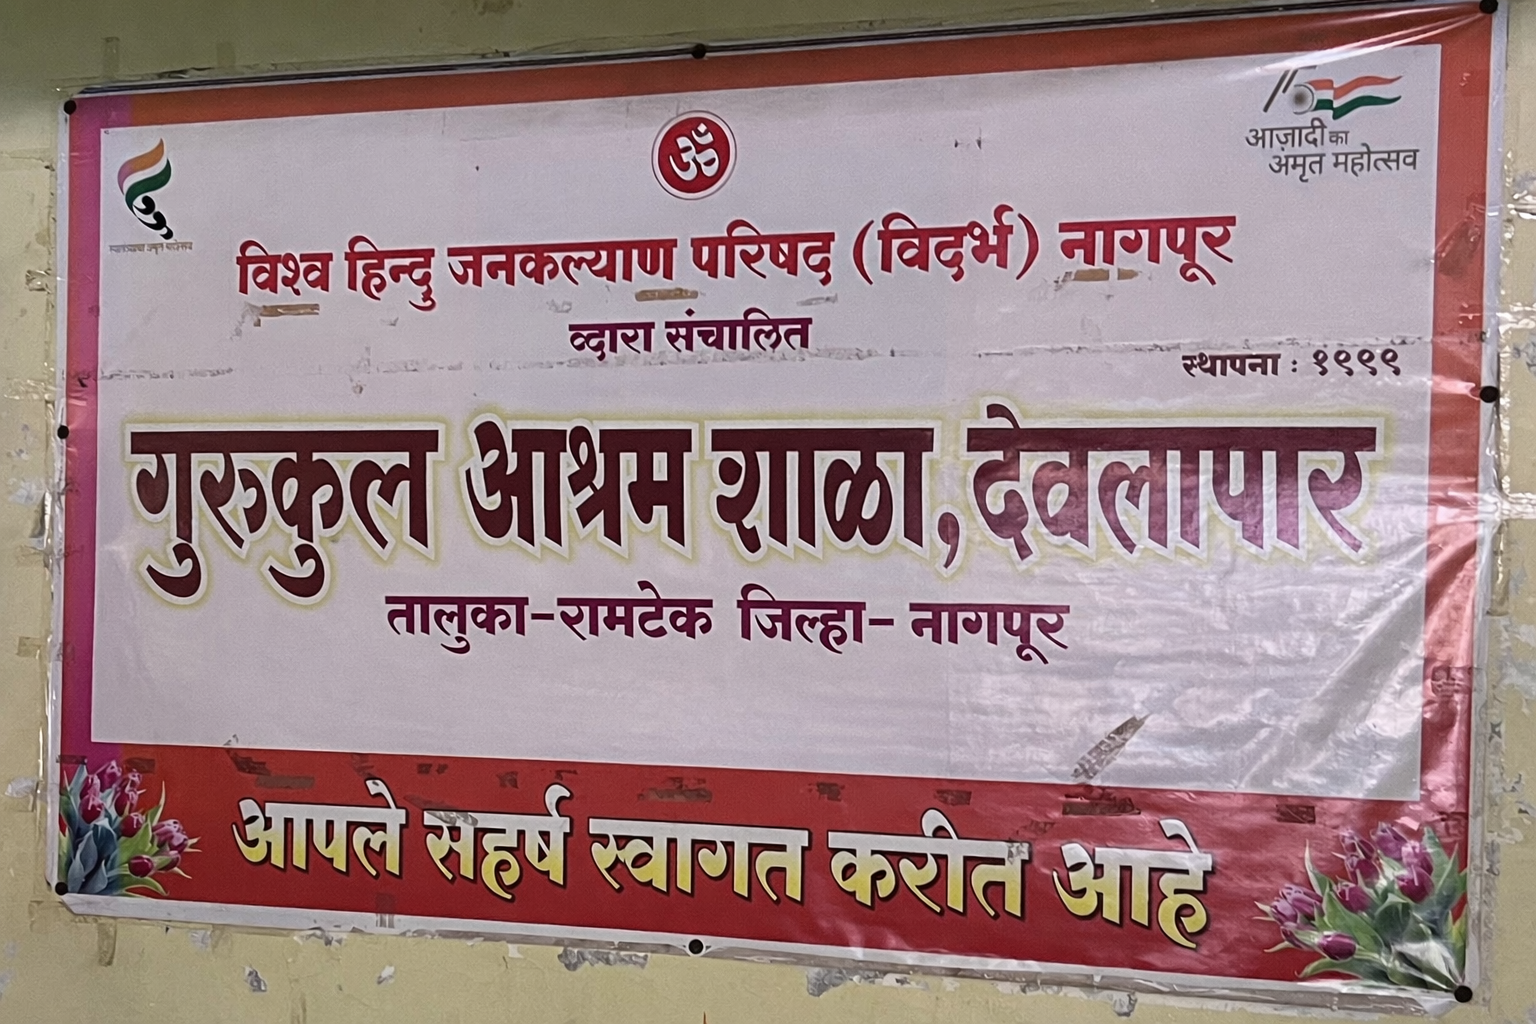 आज़ादी का
अमृत महोत्सव
विश्व हिन्दु जनकल्याण परिषद (विदर्भ) नागपूर
व्दारा संचालित
स्थापना : १९९९
गुरुकुल आश्रम शाळा, देवलापार
तालुका-रामटेक जिल्हा- नागपूर
आपले सहर्ष स्वागत करीत आहे